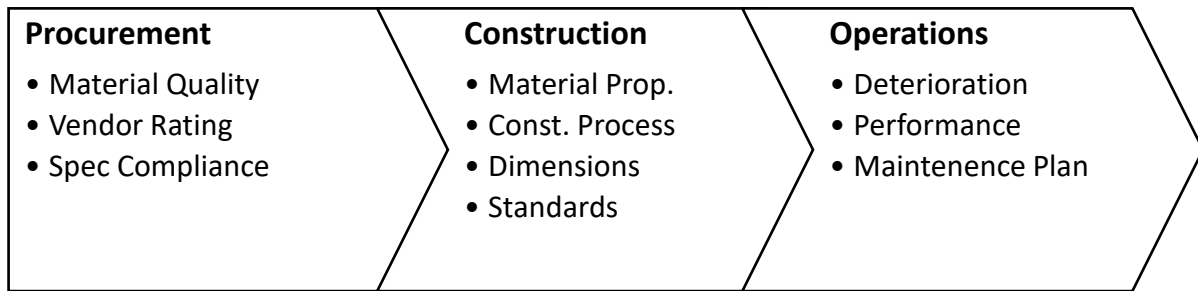 Procurement
• Material Quality
• Vendor Rating
• Spec Compliance
Construction
• Material Prop.
• Const. Process
• Dimensions
• Standards
Operations
• Deterioration
• Performance
• Maintenence Plan